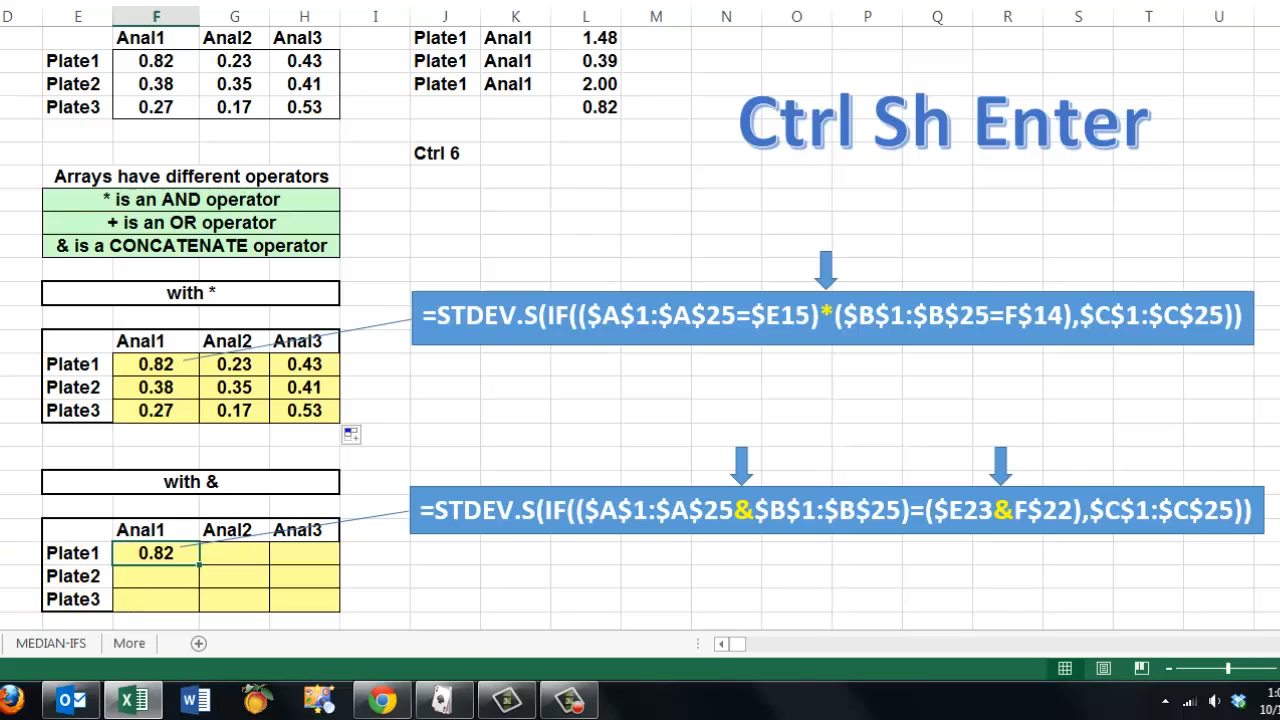 D E F G H I J K L M N O P Q R S T U
Anal1 Anal2 Anal3 Plate1 Anal1 1.48
Plate1 0.82 0.23 0.43 Plate1 Anal1 0.39
Plate2 0.38 0.35 0.41 Plate1 Anal1 2.00
Plate3 0.27 0.17 0.53 0.82
Ctrl Sh Enter
Ctrl 6
Arrays have different operators
* is an AND operator
+ is an OR operator
& is a CONCATENATE operator
with *
=STDEV.S(IF(($A$1:$A$25=$E15)*($B$1:$B$25=F$14),$C$1:$C$25))
Anal1 Anal2 Anal3
Plate1 0.82 0.23 0.43
Plate2 0.38 0.35 0.41
Plate3 0.27 0.17 0.53
with &
=STDEV.S(IF(($A$1:$A$25&$B$1:$B$25)=($E23&F$22),$C$1:$C$25))
Anal1 Anal2 Anal3
Plate1 0.82
Plate2
Plate3
MEDIAN-IFS More